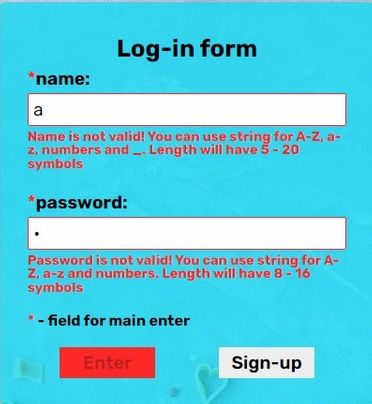 Log-in form
*name:
a
Name is not valid! You can use string for A-Z, a-
z, numbers and _. Length will have 5 - 20
symbols
*password:
•
Password is not valid! You can use string for A-
Z, a-z and numbers. Length will have 8 - 16
symbols
* - field for main enter
Enter Sign-up